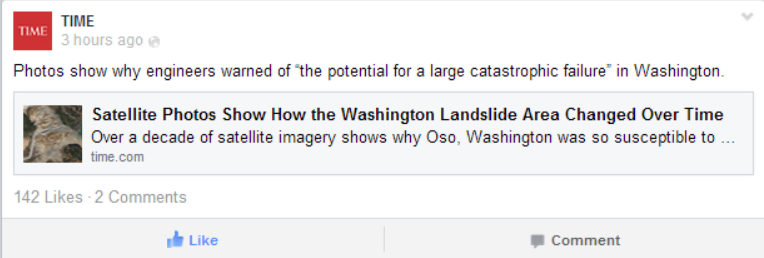 TIME
TIME
3 hours ago
Photos show why engineers warned of “the potential for a large catastrophic failure” in Washington.
Satellite Photos Show How the Washington Landslide Area Changed Over Time
Over a decade of satellite imagery shows why Oso, Washington was so susceptible to ...
time.com
142 Likes · 2 Comments
Like
Comment